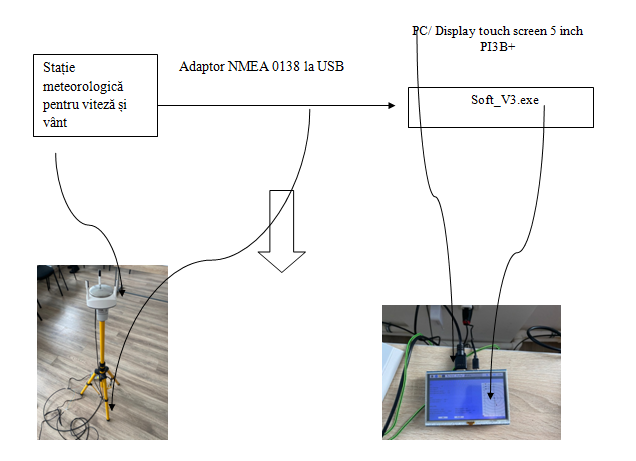 PC/ Display touch screen 5 inch
PI3B+
Stație
meteorologică
pentru viteză și
vânt
Adaptor NMEA 0138 la USB
Soft_V3.exe